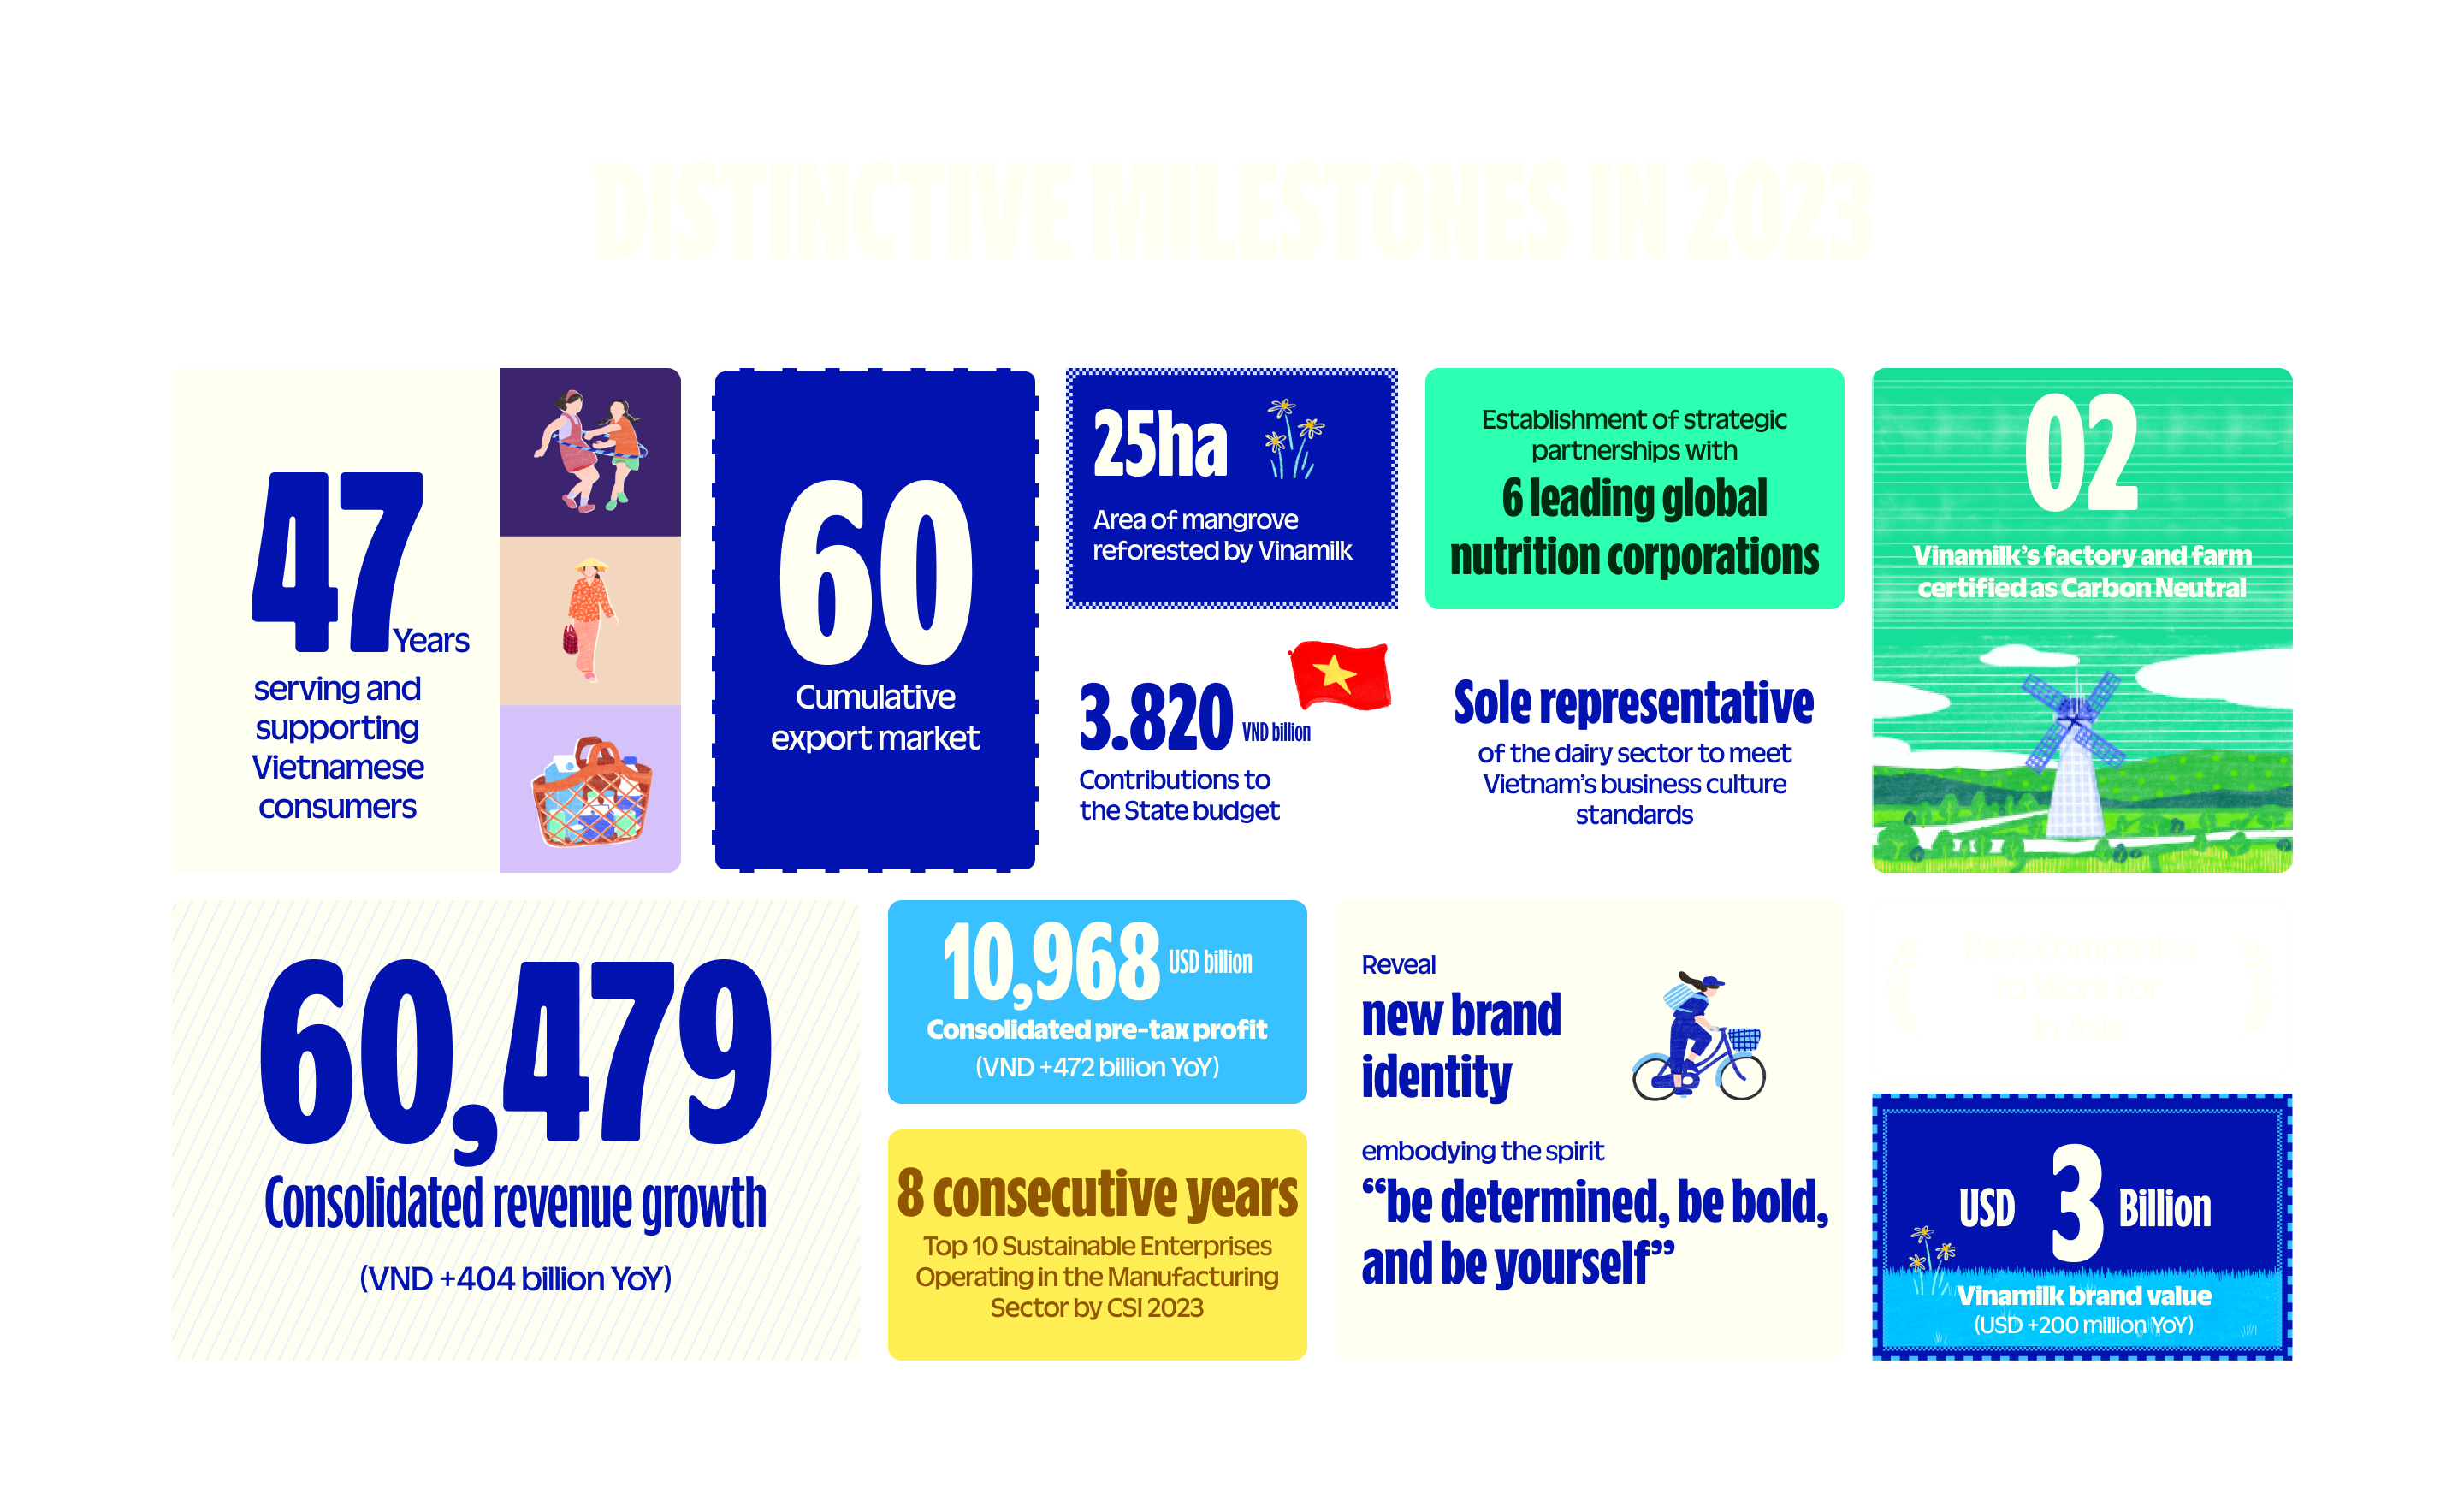 DISTINCTIVE MILESTONES IN 2023
47 Years
serving and
supporting
Vietnamese
consumers
60
Cumulative
export market
25ha
Area of mangrove
reforested by Vinamilk
3.820 VND billion
Contributions to
the State budget
Establishment of strategic
partnerships with
6 leading global
nutrition corporations
Sole representative
of the dairy sector to meet
Vietnam's business culture
standards
02
Vinamilk's factory and farm
certified as Carbon Neutral
60,479
Consolidated revenue growth
(VND +404 billion YoY)
10,968 USD billion
Consolidated pre-tax profit
(VND +472 billion YoY)
8 consecutive years
Top 10 Sustainable Enterprises
Operating in the Manufacturing
Sector by CSI 2023
Reveal
new brand
identity
embodying the spirit
“be determined, be bold,
and be yourself”
Best Companies
USD 3 Billion
Vinamilk brand value
(USD +200 million YoY)